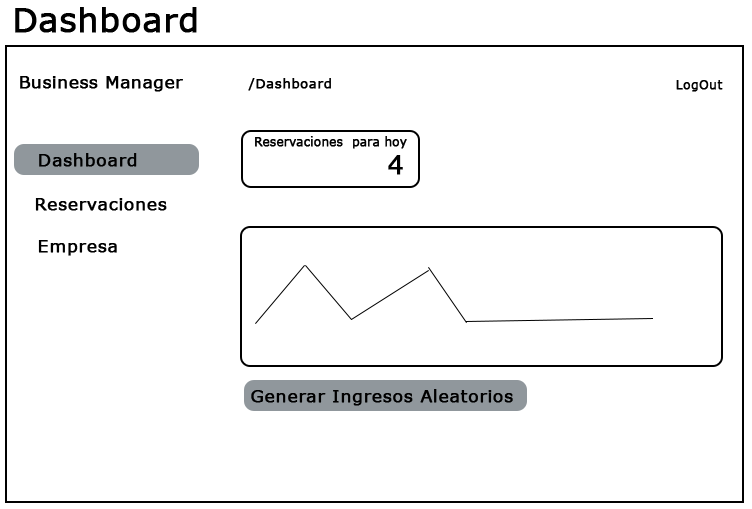 Dashboard
Business Manager
/Dashboard
LogOut
Dashboard
Reservaciones
Empresa
Reservaciones para hoy
4
Generar Ingresos Aleatorios